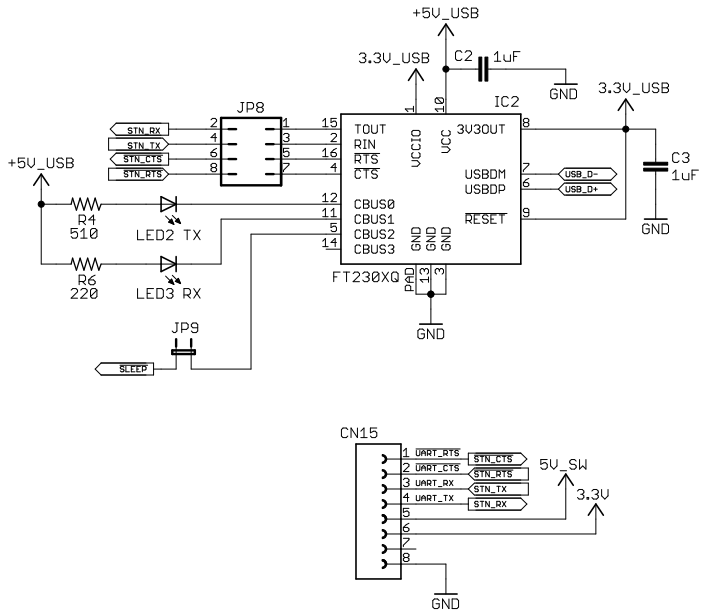 +5V_USB
3.3V_USB
C2 1uF
GND
3.3V_USB
IC2
JP8
1 10
STN_RX 2 1 15 TOUT
STN_TX 4 3 2 RIN
STN_CTS 6 5 16 RTS
STN_RTS 8 7 4 CTS
VCCIO VCC
3V3OUT 8
USBDM 7 USB_D-
USBDP 6 USB_D+
RESET 9
C3
1uF
GND
+5V_USB
R4
510
LED2 TX
12 CBUS0
11 CBUS1
5 CBUS2
14 CBUS3
GND GND GND
R6
220
LED3 RX
FT230XQ
PAD 13 3
GND
JP9
SLEEP
CN15
1 UART_RTS STN_CTS
2 UART_CTS STN_RTS
3 UART_RX STN_TX
4 UART_TX STN_RX
5
6
7
8
5V_SW
3.3V
GND